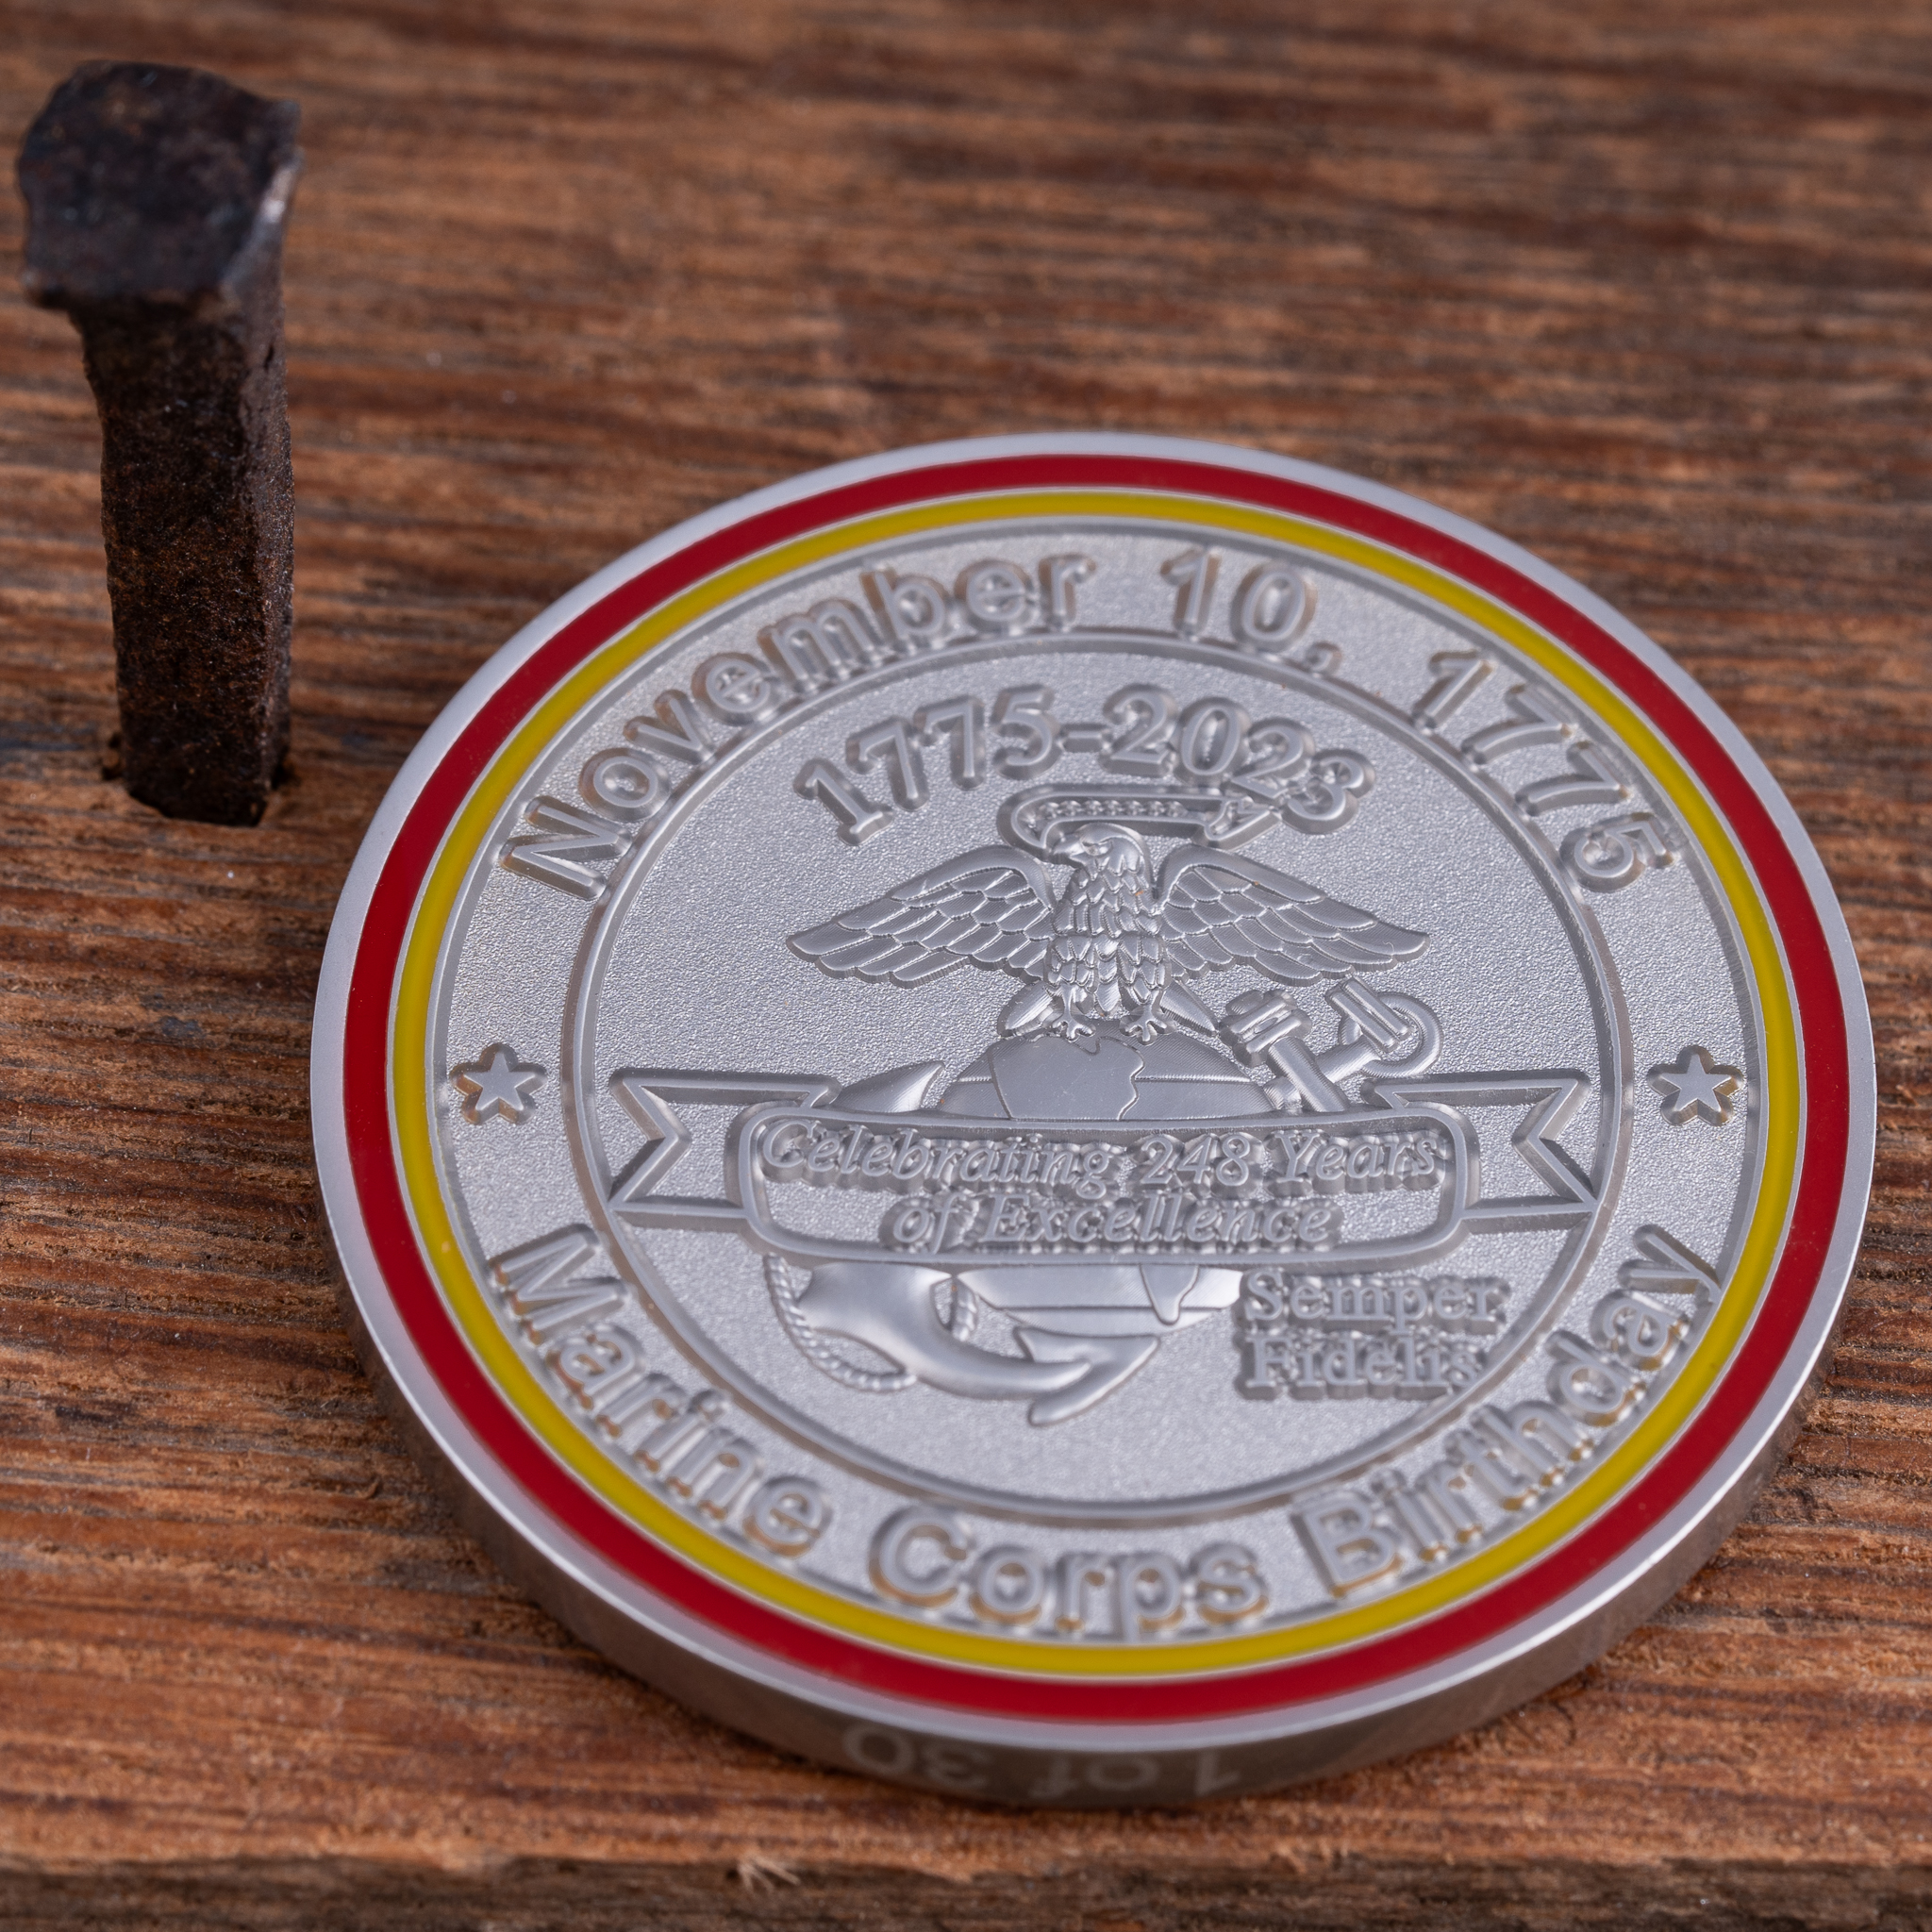 November 10, 1775
1775-2023
Celebrating 248 Years
of Excellence
Semper
Fidelis
Marine Corps Birthday
1 of 30